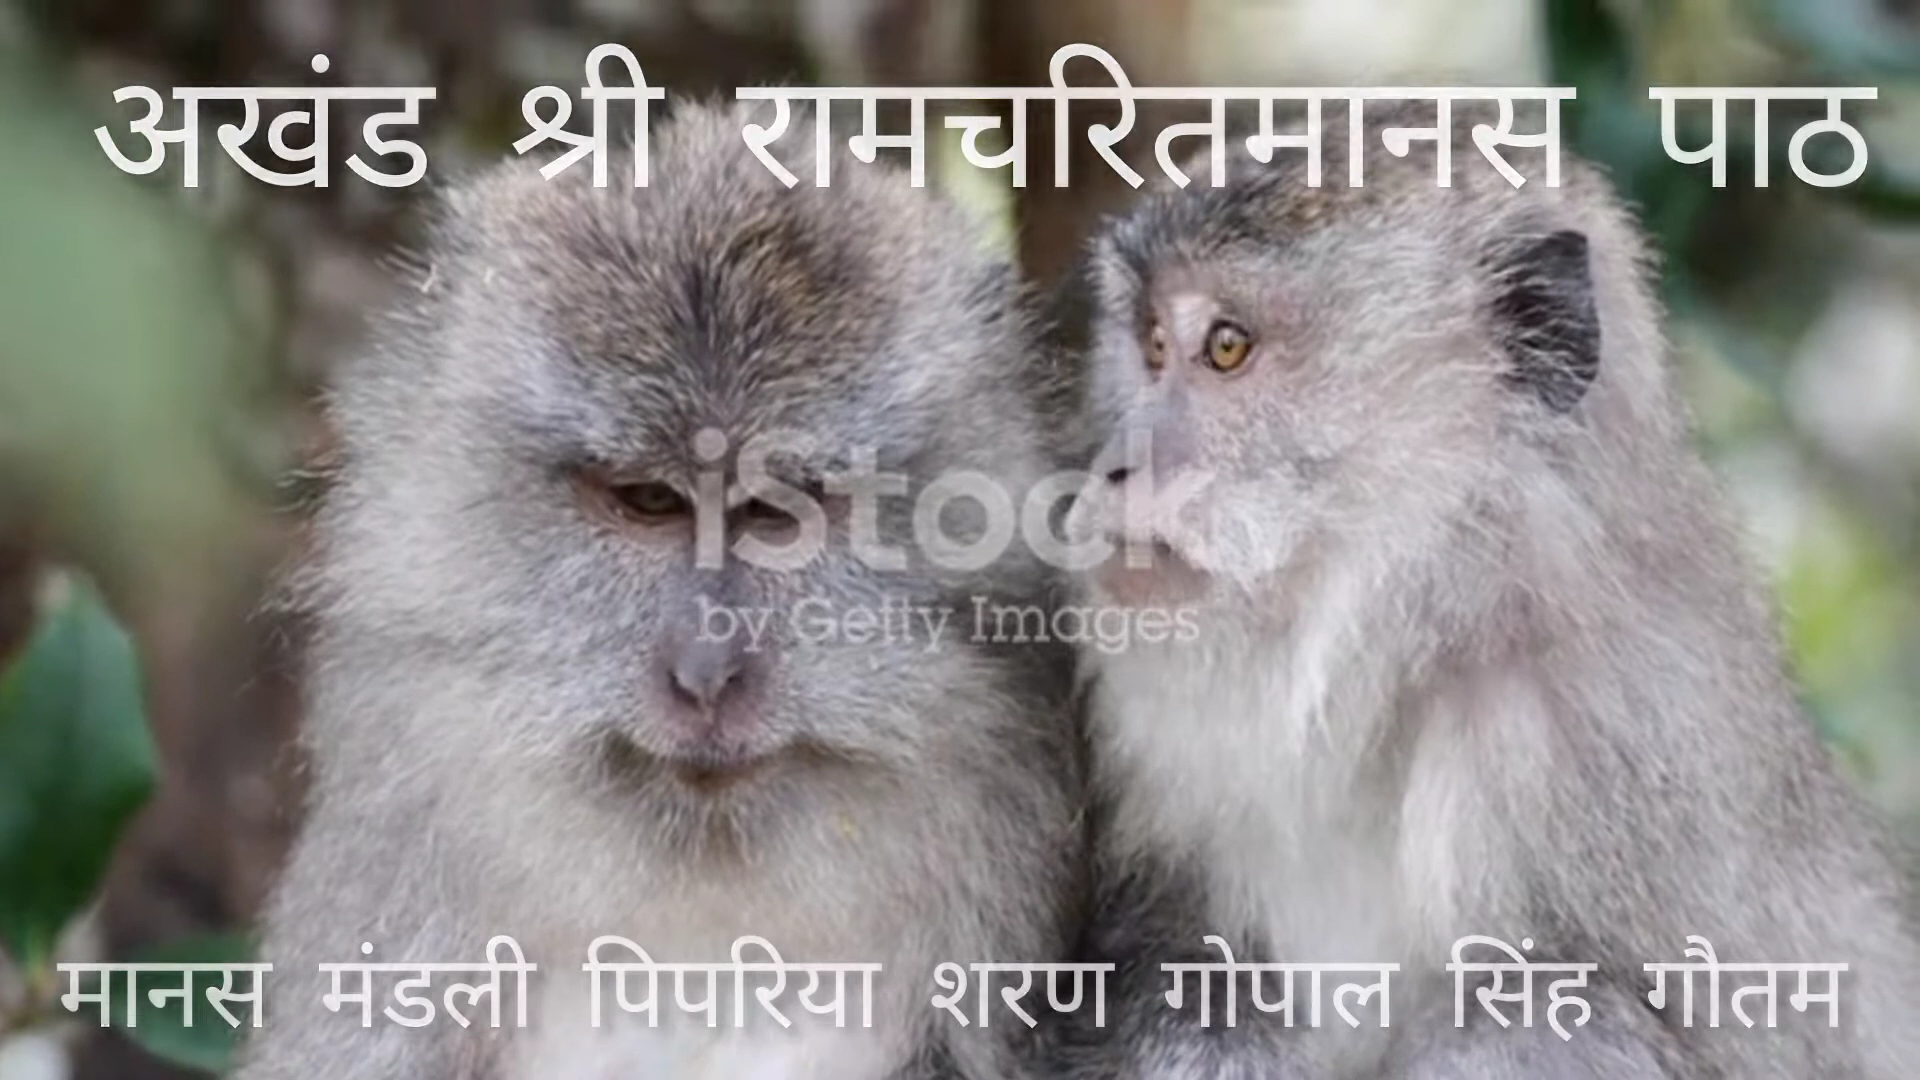 अखंड श्री रामचरितमानस पाठ
iStock
by Getty Images
मानस मंडली पिपरिया शरण गोपाल सिंह गौतम